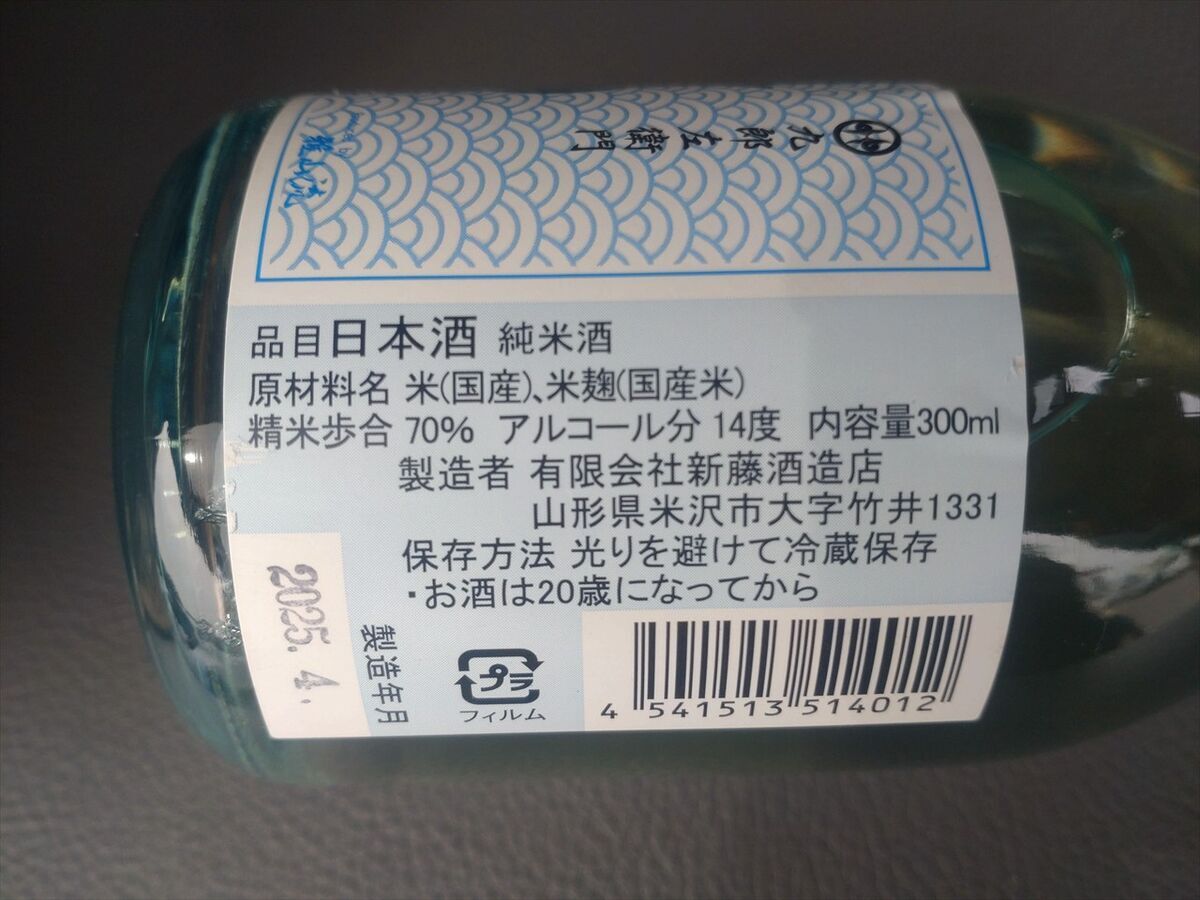 九郎左衛門
品目 日本酒 純米酒
原材料名 米(国産)、米麹(国産米)
精米歩合 70% アルコール分 14度 内容量300ml
製造者 有限会社新藤酒造店
山形県米沢市大字竹井1331
保存方法 光りを避けて冷蔵保存
・お酒は20歳になってから
2025. 4.
製造年月
プラ
フィルム
4 541513 514012